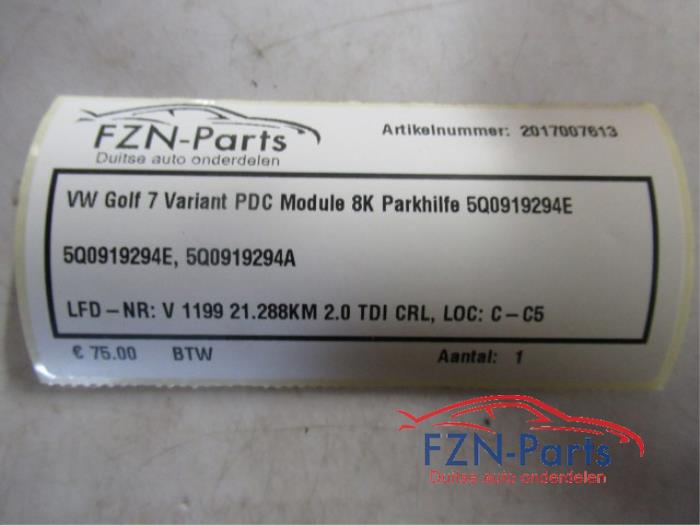 FZN-Parts
Duitse auto onderdelen
Artikelnummer: 2017007613
VW Golf 7 Variant PDC Module 8K Parkhilfe 5Q0919294E
5Q0919294E, 5Q0919294A
LFD-NR: V 1199 21.288KM 2.0 TDI CRL, LOC: C-C5
€ 75.00 BTW Aantal: 1
FZN-Parts
Duitse auto onderdelen